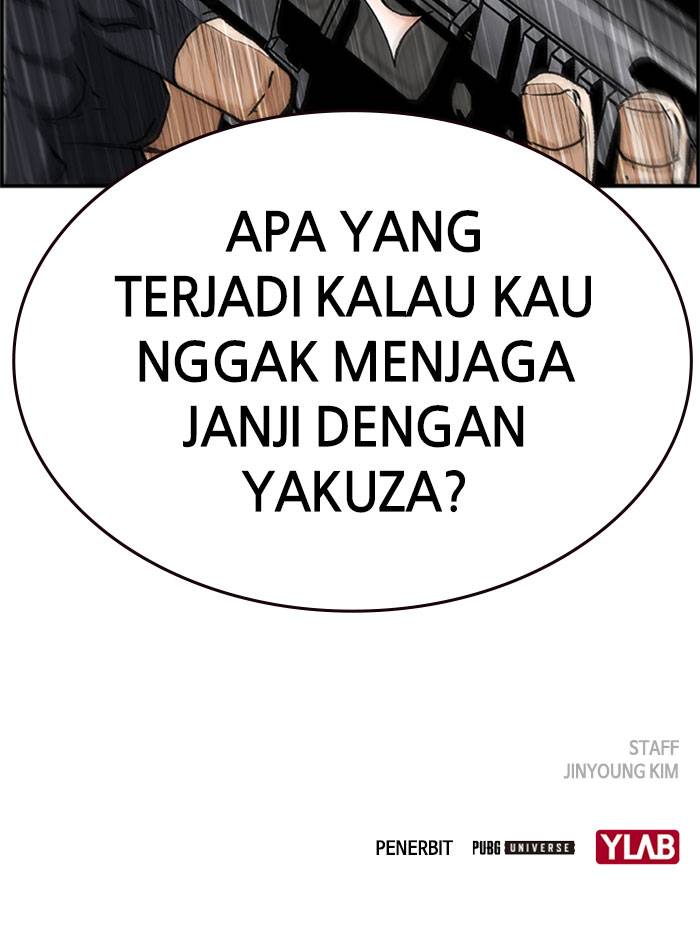 APA YANG
TERJADI KALAU KAU
NGGAK MENJAGA
JANJI DENGAN
YAKUZA?
STAFF
JINYOUNG KIM
PENERBIT PUBG UNIVERSE YLAB